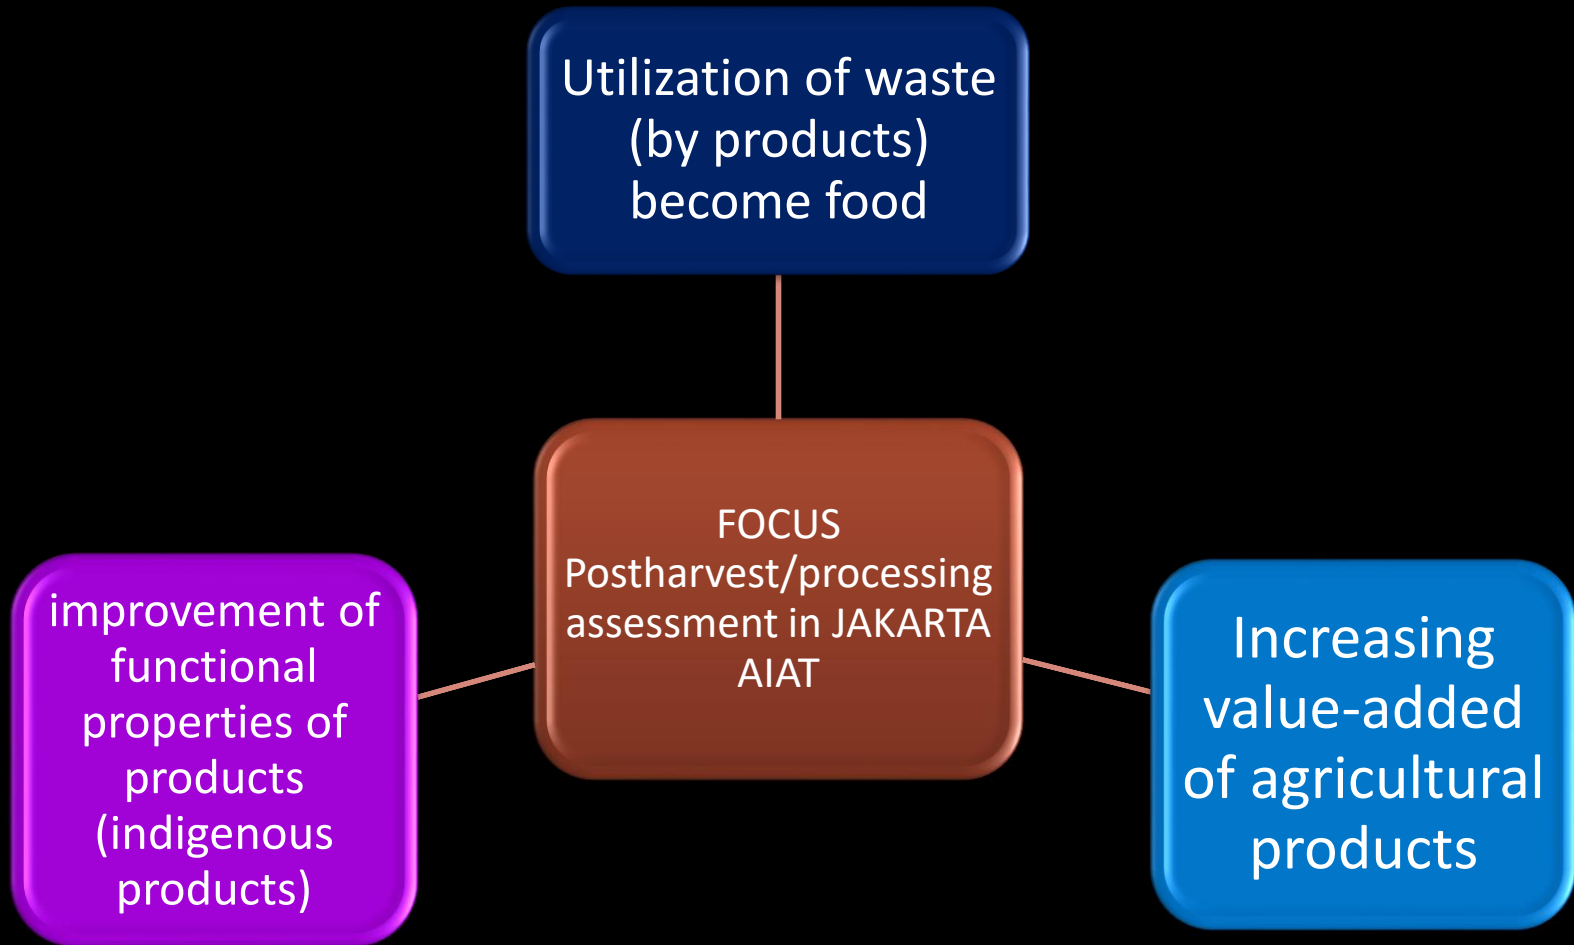 Utilization of waste
(by products)
become food
FOCUS
Postharvest/processing
assessment in JAKARTA
AIAT
improvement of
functional
properties of
products
(indigenous
products)
Increasing
value-added
of agricultural
products